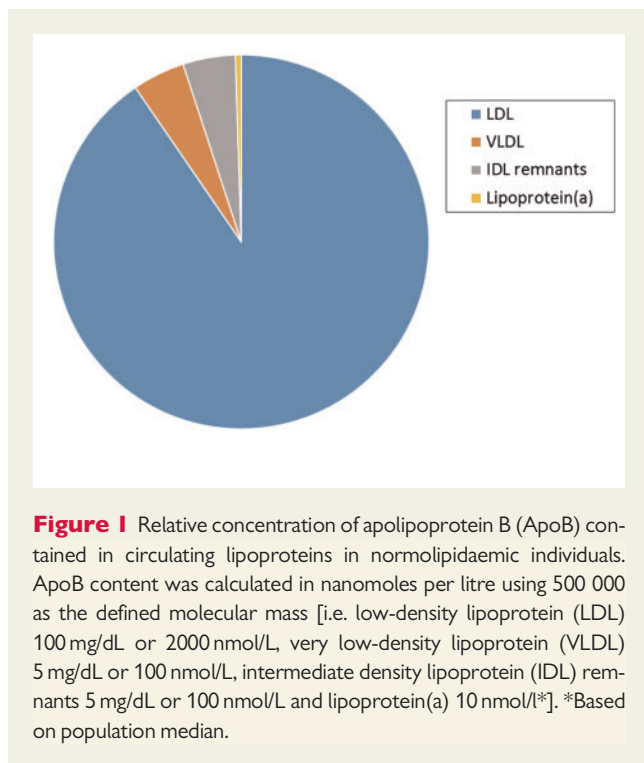 LDL
VLDL
IDL remnants
Lipoprotein(a)
Figure 1 Relative concentration of apolipoprotein B (ApoB) con-
tained in circulating lipoproteins in normolipidaemic individuals.
ApoB content was calculated in nanomoles per litre using 500 000
as the defined molecular mass [i.e. low-density lipoprotein (LDL)
100 mg/dL or 2000 nmol/L, very low-density lipoprotein (VLDL)
5 mg/dL or 100 nmol/L, intermediate density lipoprotein (IDL) rem-
nants 5 mg/dL or 100 nmol/L and lipoprotein(a) 10 nmol/l*]. *Based
on population median.